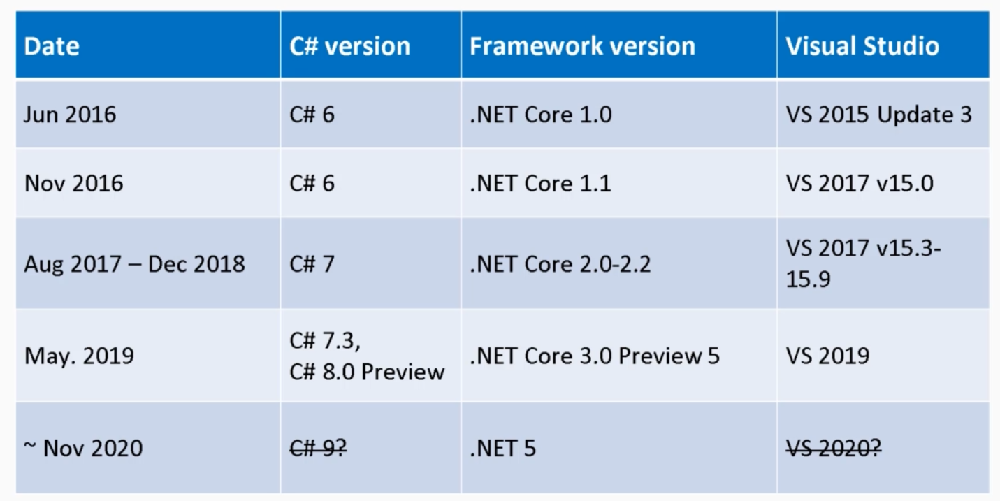 Date C# version Framework version Visual Studio
Jun 2016 C# 6 .NET Core 1.0 VS 2015 Update 3
Nov 2016 C# 6 .NET Core 1.1 VS 2017 v15.0
Aug 2017 – Dec 2018 C# 7 .NET Core 2.0-2.2 VS 2017 v15.3-
15.9
May. 2019 C# 7.3,
C# 8.0 Preview .NET Core 3.0 Preview 5 VS 2019
~ Nov 2020 C# 9? .NET 5 VS 2020?